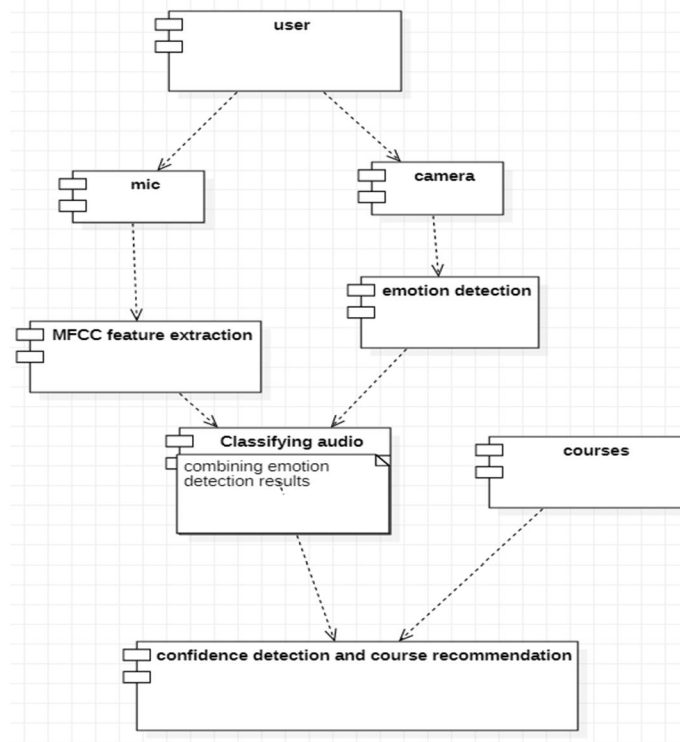 user
mic
camera
emotion detection
MFCC feature extraction
Classifying audio
combining emotion
detection results
courses
confidence detection and course recommendation